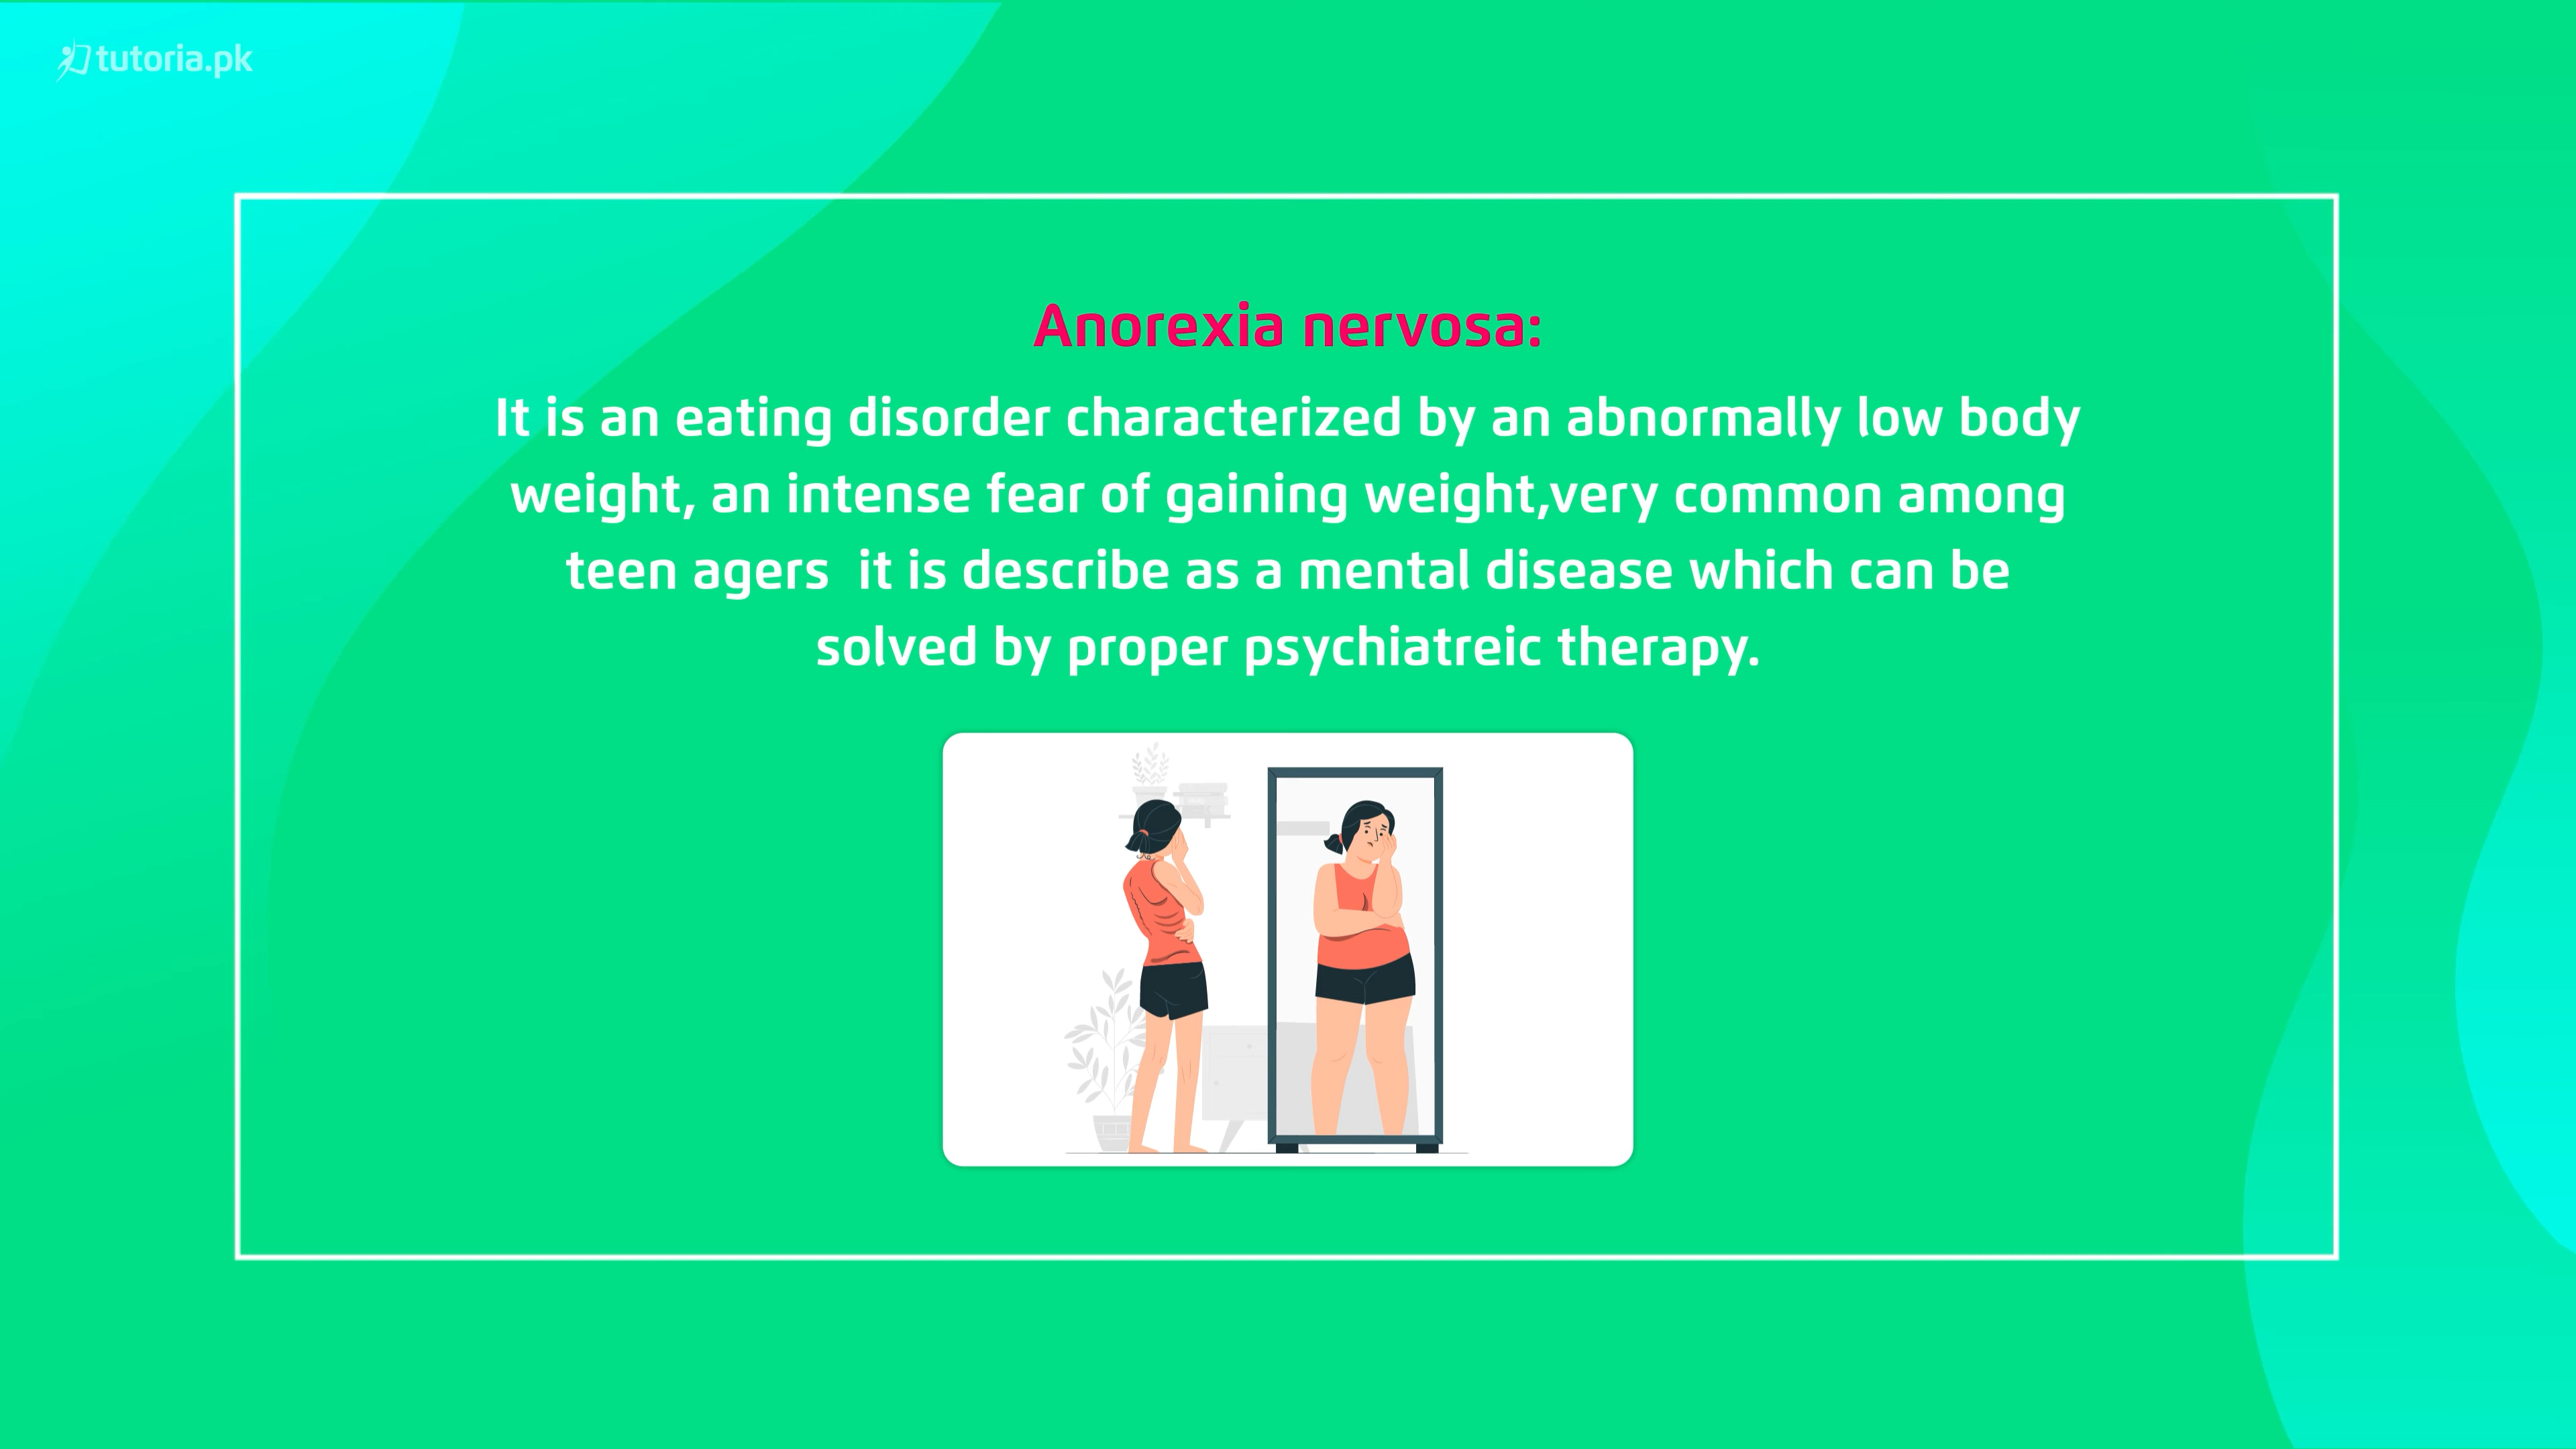 tutoria.pk
Anorexia nervosa:
It is an eating disorder characterized by an abnormally low body
weight, an intense fear of gaining weight,very common among
teen agers  it is describe as a mental disease which can be
solved by proper psychiatreic therapy.